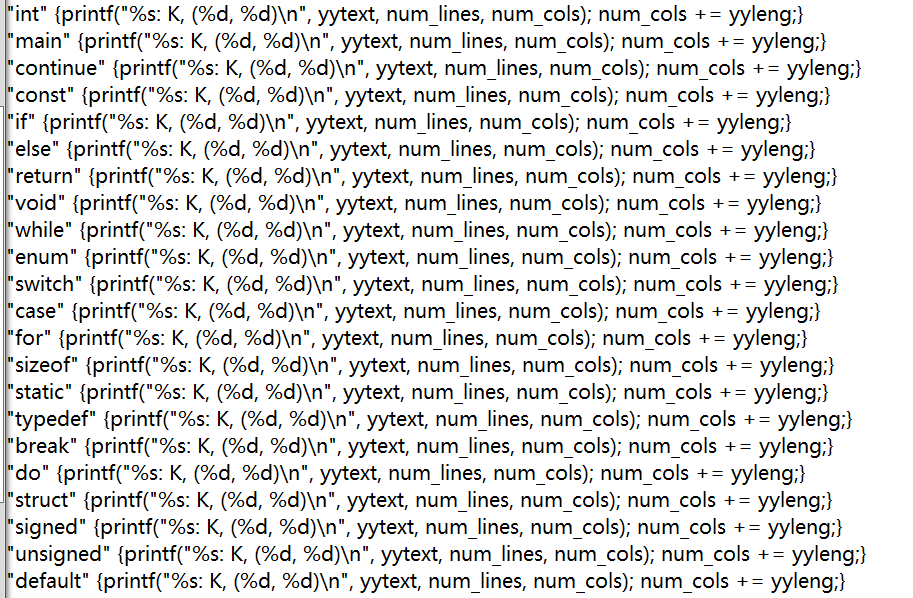 "int" {printf("%s: K, (%d, %d)\n", yytext, num_lines, num_cols); num_cols += yyleng;}
"main" {printf("%s: K, (%d, %d)\n", yytext, num_lines, num_cols); num_cols += yyleng;}
"continue" {printf("%s: K, (%d, %d)\n", yytext, num_lines, num_cols); num_cols += yyleng;}
"const" {printf("%s: K, (%d, %d)\n", yytext, num_lines, num_cols); num_cols += yyleng;}
"if" {printf("%s: K, (%d, %d)\n", yytext, num_lines, num_cols); num_cols += yyleng;}
"else" {printf("%s: K, (%d, %d)\n", yytext, num_lines, num_cols); num_cols += yyleng;}
"return" {printf("%s: K, (%d, %d)\n", yytext, num_lines, num_cols); num_cols += yyleng;}
"void" {printf("%s: K, (%d, %d)\n", yytext, num_lines, num_cols); num_cols += yyleng;}
"while" {printf("%s: K, (%d, %d)\n", yytext, num_lines, num_cols); num_cols += yyleng;}
"enum" {printf("%s: K, (%d, %d)\n", yytext, num_lines, num_cols); num_cols += yyleng;}
"switch" {printf("%s: K, (%d, %d)\n", yytext, num_lines, num_cols); num_cols += yyleng;}
"case" {printf("%s: K, (%d, %d)\n", yytext, num_lines, num_cols); num_cols += yyleng;}
"for" {printf("%s: K, (%d, %d)\n", yytext, num_lines, num_cols); num_cols += yyleng;}
"sizeof" {printf("%s: K, (%d, %d)\n", yytext, num_lines, num_cols); num_cols += yyleng;}
"static" {printf("%s: K, (%d, %d)\n", yytext, num_lines, num_cols); num_cols += yyleng;}
"typedef" {printf("%s: K, (%d, %d)\n", yytext, num_lines, num_cols); num_cols += yyleng;}
"break" {printf("%s: K, (%d, %d)\n", yytext, num_lines, num_cols); num_cols += yyleng;}
"do" {printf("%s: K, (%d, %d)\n", yytext, num_lines, num_cols); num_cols += yyleng;}
"struct" {printf("%s: K, (%d, %d)\n", yytext, num_lines, num_cols); num_cols += yyleng;}
"signed" {printf("%s: K, (%d, %d)\n", yytext, num_lines, num_cols); num_cols += yyleng;}
"unsigned" {printf("%s: K, (%d, %d)\n", yytext, num_lines, num_cols); num_cols += yyleng;}
"default" {printf("%s: K, (%d, %d)\n", yytext, num_lines, num_cols); num_cols += yyleng;}